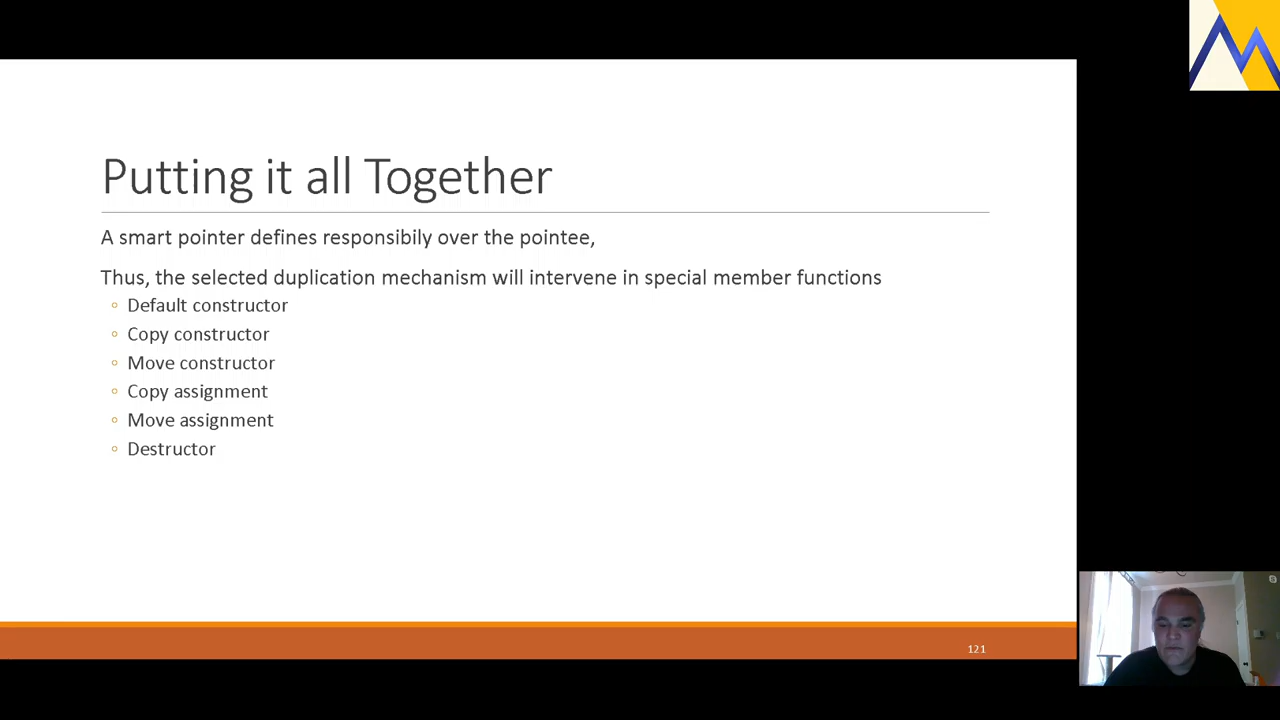 Putting it all Together
A smart pointer defines responsibily over the pointee,
Thus, the selected duplication mechanism will intervene in special member functions
◦ Default constructor
◦ Copy constructor
◦ Move constructor
◦ Copy assignment
◦ Move assignment
◦ Destructor
121